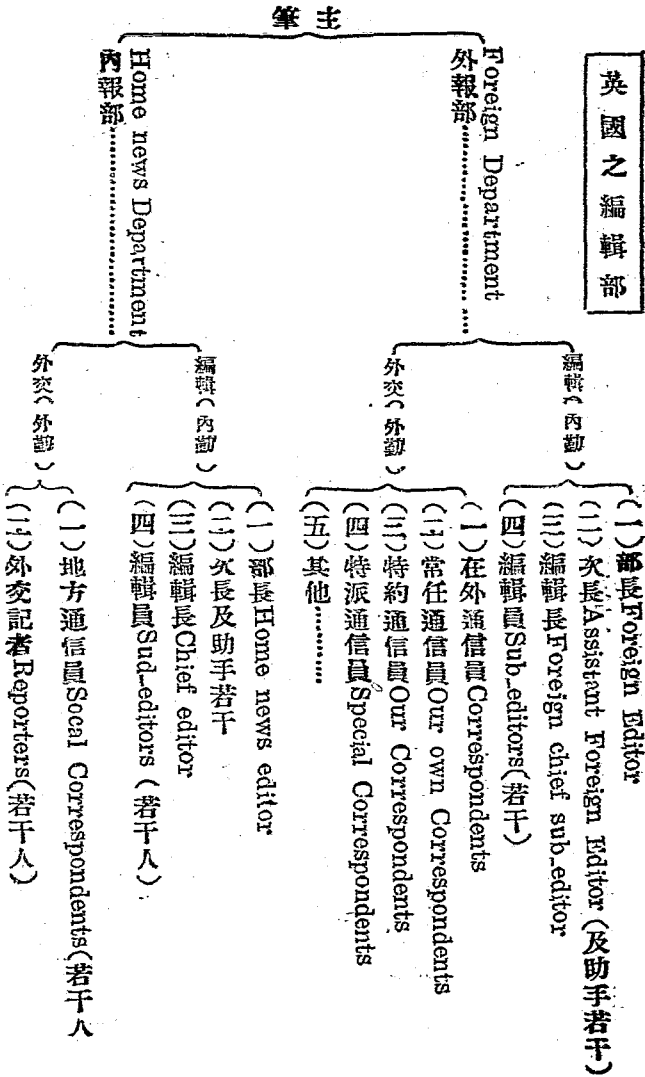 英國之編輯部
主筆
Foreign Department
外報部
編輯(內勤)
(一)部長Foreign Editor
(二)次長Assistant Foreign Editor(及助手若干)
(三)編輯長Foreign chief sub-editor
(四)編輯員Sub-editors(若干)
外交(外勤)
(一)在外通信員Correspondents
(二)常任通信員Our own Correspondents
(三)特約通信員Our Correspondents
(四)特派通信員Special Correspondents
(五)其他
Home news Department
內報部
編輯(內勤)
(一)部長Home news editor
(二)次長及助手若干
(三)編輯長Chief editor
(四)編輯員Sud-editors(若干人)
外交(外勤)
(一)地方通信員Socal Correspondents(若干人
(二)外交記者Reporters(若干人)